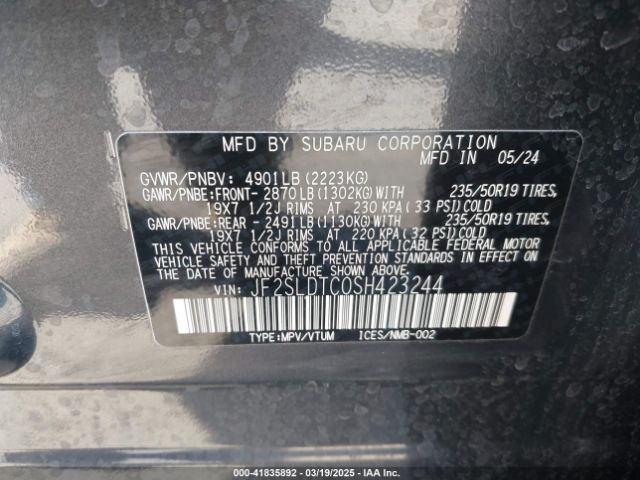 MFD BY SUBARU CORPORATION
MFD IN 05/24
GVWR/PNBV: 4901LB(2223KG)
GAWR/PNBE:FRONT- 2870LB(1302KG)WITH 235/50R19 TIRES,
19X7 1/2J RIMS AT 230 KPA(33 PSI)COLD
GAWR/PNBE:REAR - 2491LB(1130KG)WITH 235/50R19 TIRES,
19X7 1/2J RIMS AT 220 KPA(32 PSI)COLD
THIS VEHICLE CONFORMS TO ALL APPLICABLE FEDERAL MOTOR
VEHICLE SAFETY AND THEFT PREVENTION STANDARDS IN EFFECT ON
THE DATE OF MANUFACTURE SHOWN ABOVE.
VIN: JF2SLDTC0SH423244
TYPE:MPV/VTUM ICES/NMB-002
000-41835892 - 03/19/2025 - IAA Inc.